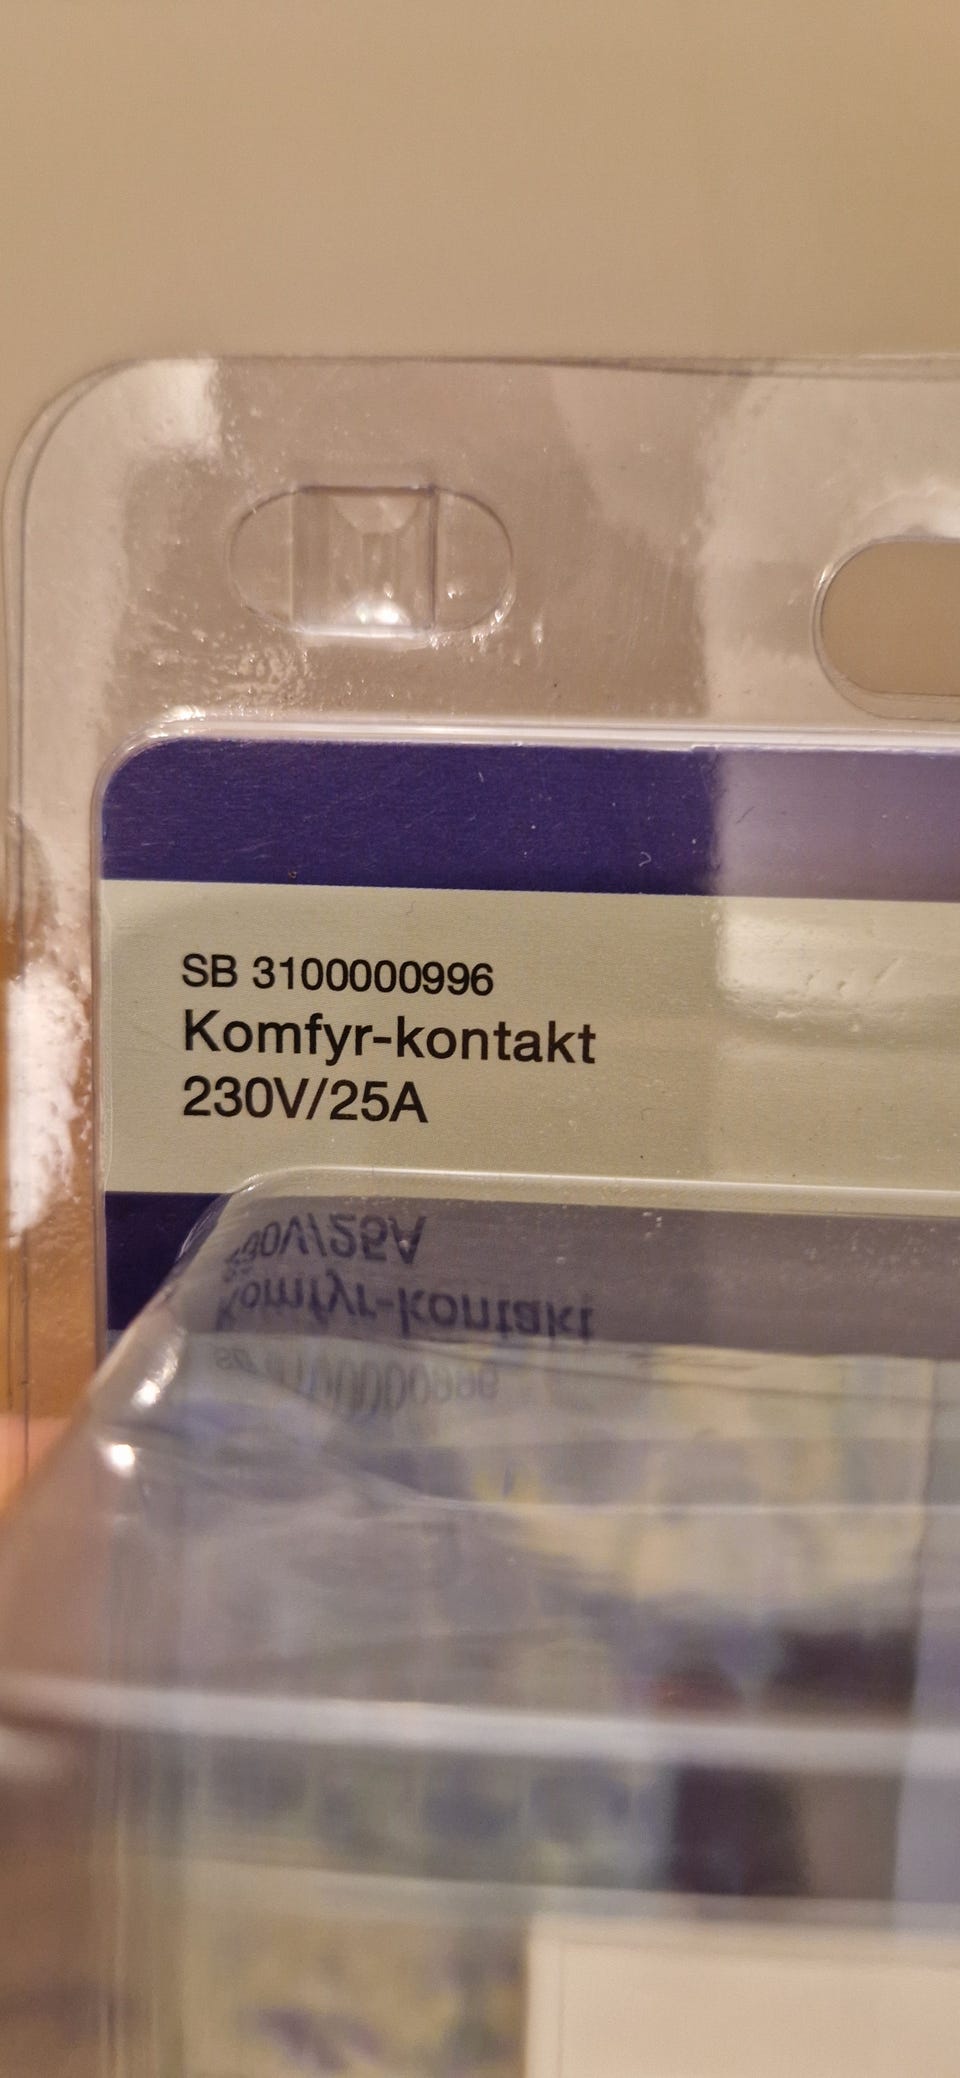 SB 3100000996
Komfyr-kontakt
230V/25A